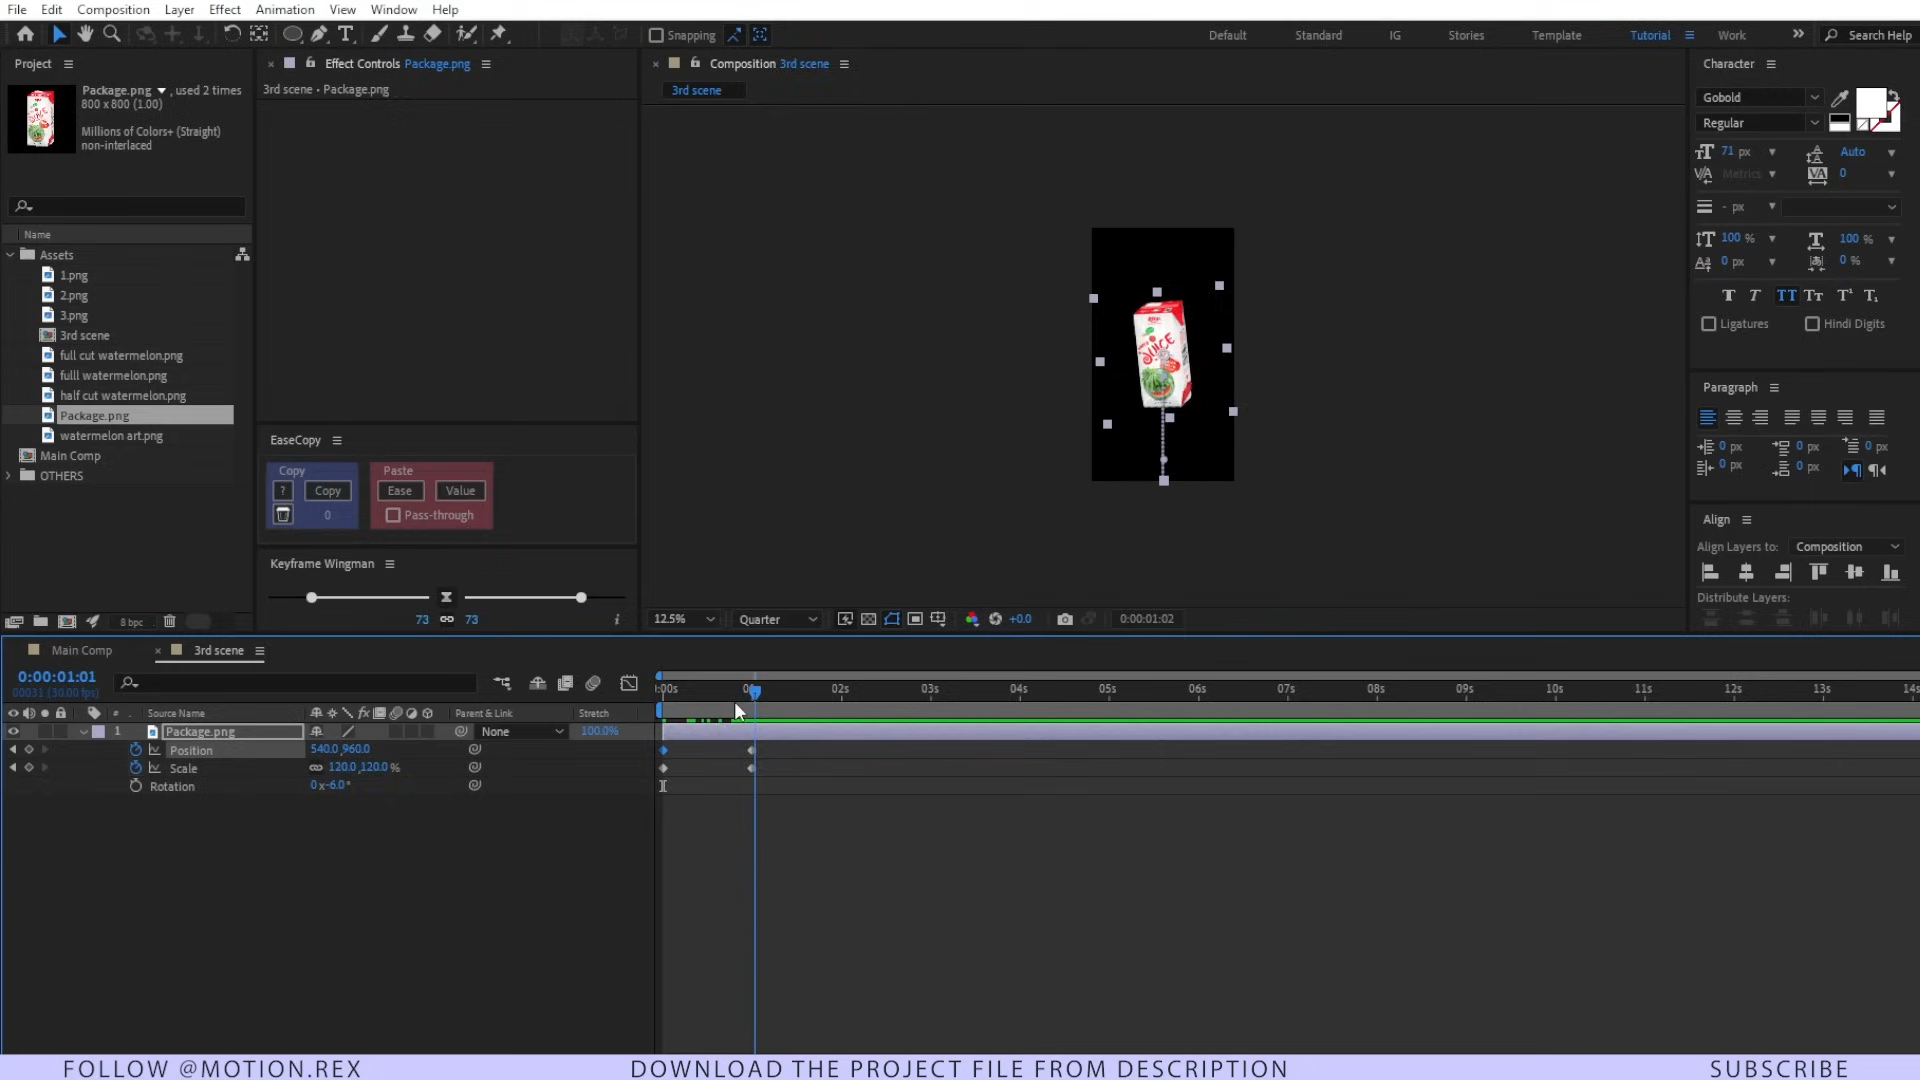 File Edit Composition Layer Effect Animation View Window Help
Snapping Default Standard IG Stories Template Tutorial Work Search Help
Project
Package.png , used 2 times
800 x 800 (1.00)
Millions of Colors+ (Straight)
non-interlaced
Name
Assets
1.png
2.png
3.png
3rd scene
full cut watermelon.png
fulll watermelon.png
half cut watermelon.png
Package.png
watermelon art.png
Main Comp
OTHERS
8 bpc
Effect Controls Package.png
3rd scene • Package.png
EaseCopy
Copy Paste
? Copy Ease Value
0 Pass-through
Keyframe Wingman
73 73
Composition 3rd scene
3rd scene
JUICE
12.5% Quarter +0.0 0:00:01:02
Character
Gobold
Regular
71 px Auto
Metrics 0
- px
100 % 100 %
0 px 0 %
T T TT Tr T¹ T₁
Ligatures Hindi Digits
Paragraph
0 px 0 px 0 px
0 px 0 px
Align
Align Layers to: Composition
Distribute Layers:
Main Comp 3rd scene
0:00:01:01
00031 (30.00 fps)
:00s 02s 03s 04s 05s 06s 07s 08s 09s 10s 11s 12s 13s 14s
# Source Name Parent & Link Stretch
1 Package.png None 100.0%
Position 540.0,960.0
Scale 120.0,120.0 %
Rotation 0x-6.0°
FOLLOW @MOTION.REX DOWNLOAD THE PROJECT FILE FROM DESCRIPTION SUBSCRIBE